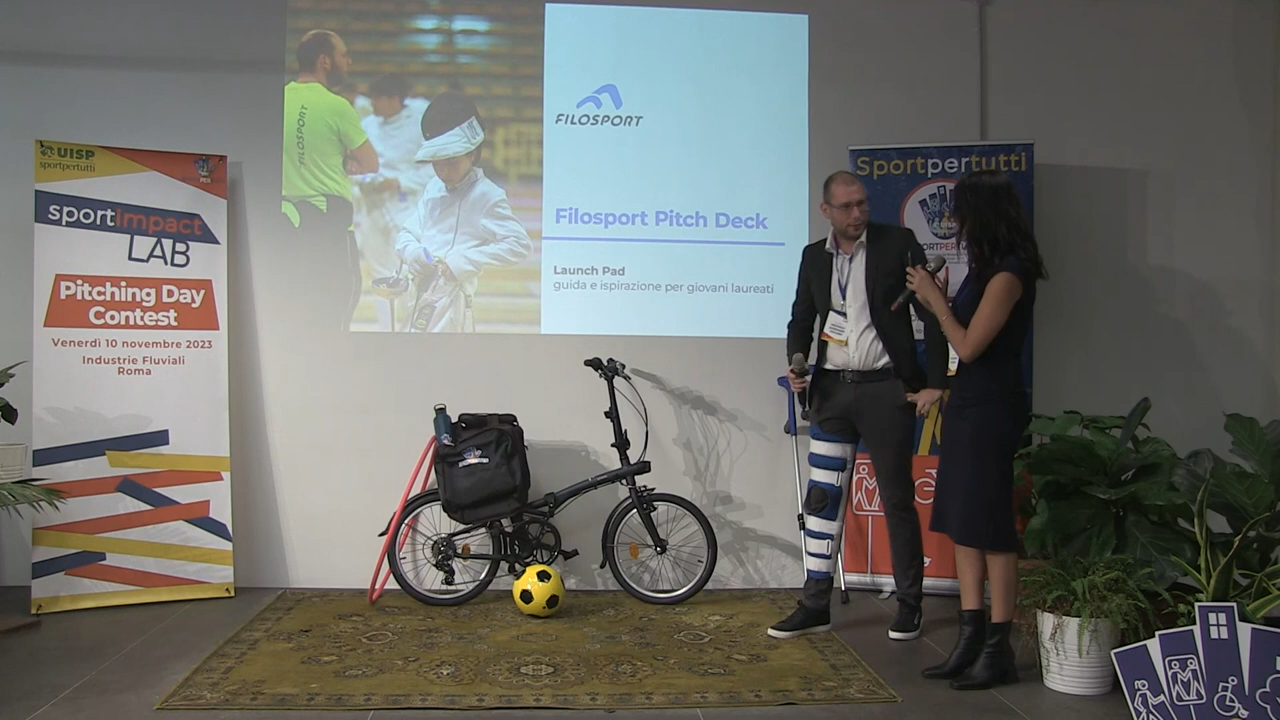 UISP
sportpertutti
sportimpact
LAB
Pitching Day
Contest
Venerdì 10 novembre 2023
Industrie Fluviali
Roma
FILOSPORT
FILOSPORT
Filosport Pitch Deck
Launch Pad
guida e ispirazione per giovani laureati
Sportpertutti